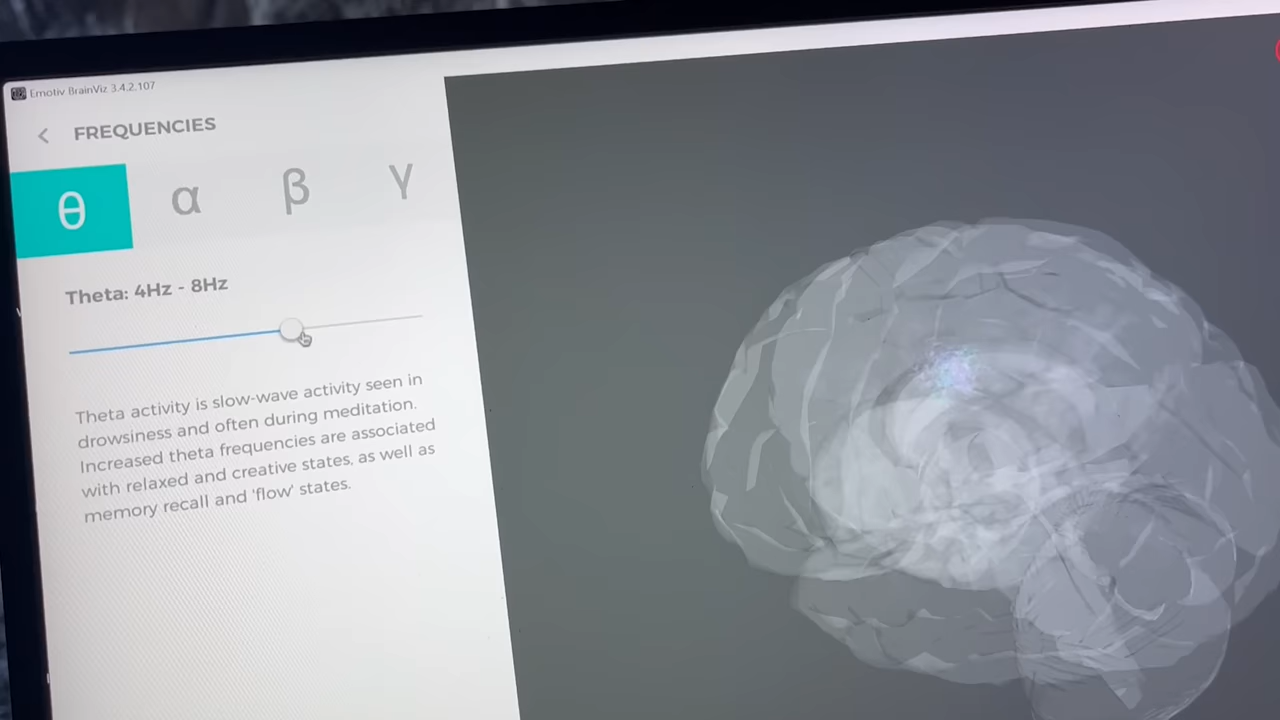 Emotiv BrainViz 3.4.2.107
FREQUENCIES
θ α β γ
Theta: 4Hz - 8Hz
Theta activity is slow-wave activity seen in
drowsiness and often during meditation.
Increased theta frequencies are associated
with relaxed and creative states, as well as
memory recall and 'flow' states.